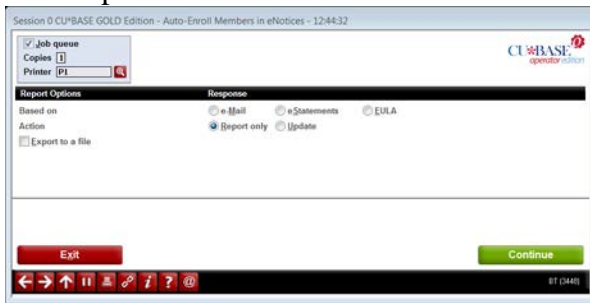 Session 0 CU*BASE GOLD Edition - Auto-Enroll Members in eNotices - 12:44:32
Job queue
Copies 1
Printer P1
CU*BASE
operator edition
Report Options Response
Based on e-Mail eStatements EULA
Action Report only Update
Export to a file
Exit Continue
BT (3446)